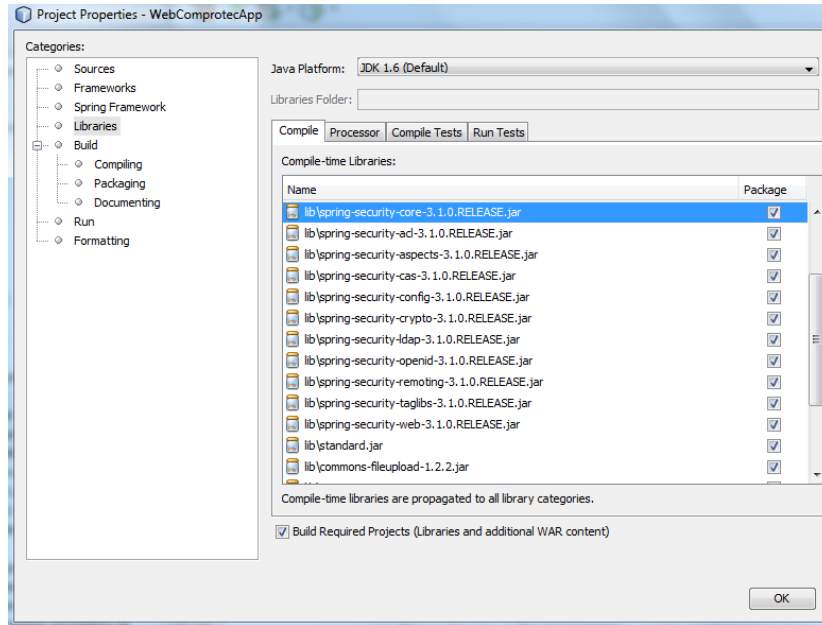 Project Properties - WebComprotecApp
Categories:
Sources
Frameworks
Spring Framework
Libraries
Build
Compiling
Packaging
Documenting
Run
Formatting
Java Platform: JDK 1.6 (Default)
Libraries Folder:
Compile Processor Compile Tests Run Tests
Compile-time Libraries:
Name Package
lib\spring-security-core-3.1.0.RELEASE.jar
lib\spring-security-acl-3.1.0.RELEASE.jar
lib\spring-security-aspects-3.1.0.RELEASE.jar
lib\spring-security-cas-3.1.0.RELEASE.jar
lib\spring-security-config-3.1.0.RELEASE.jar
lib\spring-security-crypto-3.1.0.RELEASE.jar
lib\spring-security-ldap-3.1.0.RELEASE.jar
lib\spring-security-openid-3.1.0.RELEASE.jar
lib\spring-security-remoting-3.1.0.RELEASE.jar
lib\spring-security-taglibs-3.1.0.RELEASE.jar
lib\spring-security-web-3.1.0.RELEASE.jar
lib\standard.jar
lib\commons-fileupload-1.2.2.jar
Compile-time libraries are propagated to all library categories.
Build Required Projects (Libraries and additional WAR content)
OK